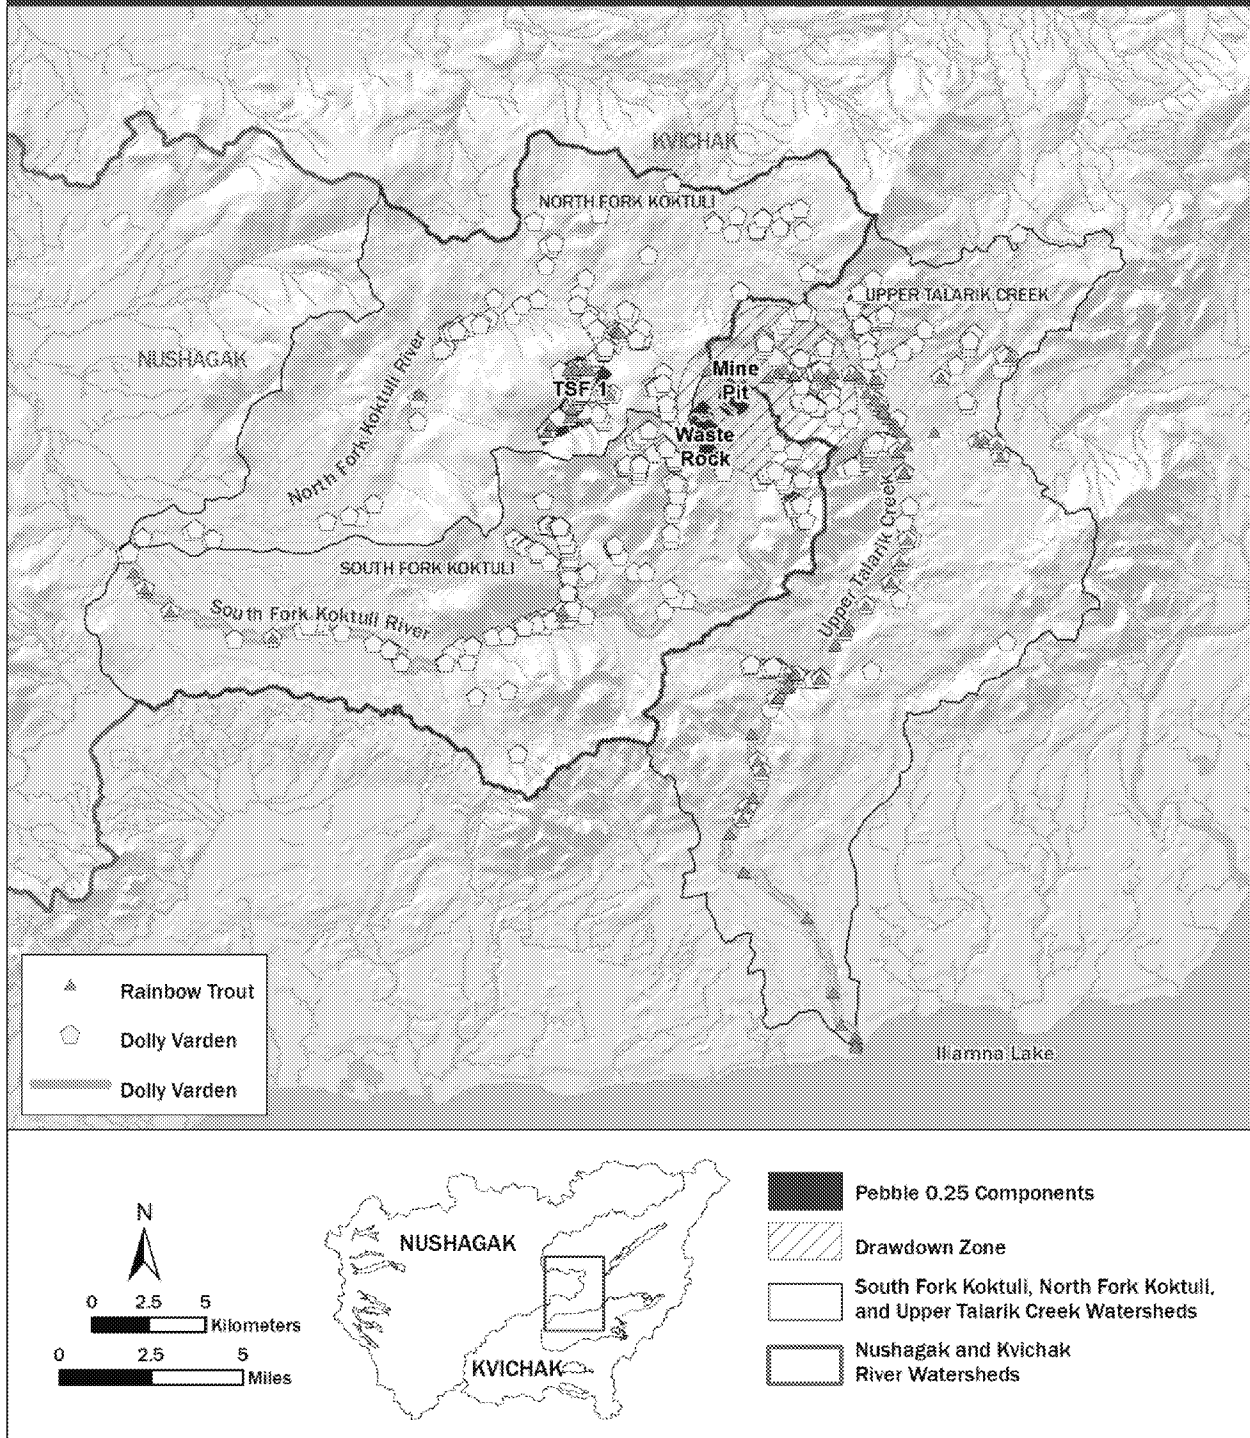 KVICHAK
NORTH FORK KOKTULI
UPPER TALARIK CREEK
NUSHAGAK
North Fork Koktuli River
TSF 1
Mine
Pit
Waste
Rock
Upper Talarik Creek
SOUTH FORK KOKTULI
South Fork Koktuli River
Rainbow Trout
Dolly Varden
Dolly Varden
Iliamna Lake
N
0 2.5 5
Kilometers
0 2.5 5
Miles
NUSHAGAK
KVICHAK
Pebble 0.25 Components
Drawdown Zone
South Fork Koktuli, North Fork Koktuli,
and Upper Talarik Creek Watersheds
Nushagak and Kvichak
River Watersheds